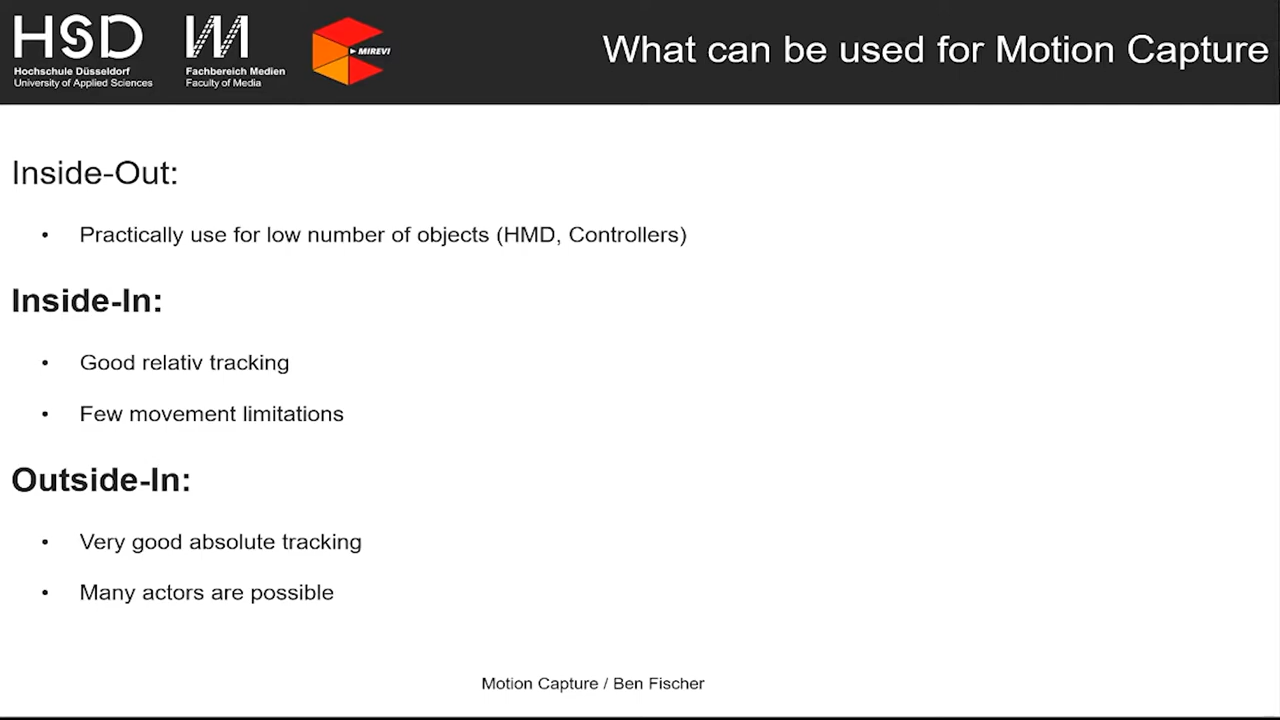 HSD
Hochschule Düsseldorf
University of Applied Sciences
Fachbereich Medien
Faculty of Media
MIREVI
What can be used for Motion Capture
Inside-Out:
• Practically use for low number of objects (HMD, Controllers)
Inside-In:
• Good relativ tracking
• Few movement limitations
Outside-In:
• Very good absolute tracking
• Many actors are possible
Motion Capture / Ben Fischer